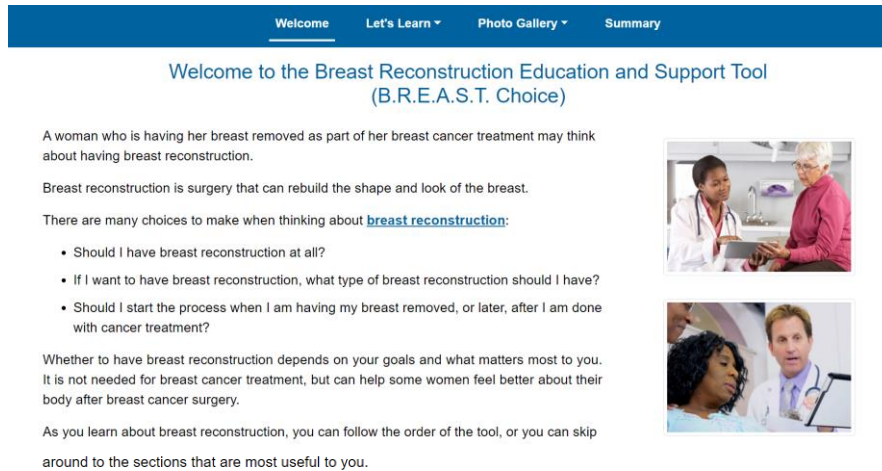 Welcome Let's Learn Photo Gallery Summary
Welcome to the Breast Reconstruction Education and Support Tool
(B.R.E.A.S.T. Choice)
A woman who is having her breast removed as part of her breast cancer treatment may think
about having breast reconstruction.
Breast reconstruction is surgery that can rebuild the shape and look of the breast.
There are many choices to make when thinking about breast reconstruction:
• Should I have breast reconstruction at all?
• If I want to have breast reconstruction, what type of breast reconstruction should I have?
• Should I start the process when I am having my breast removed, or later, after I am done
with cancer treatment?
Whether to have breast reconstruction depends on your goals and what matters most to you.
It is not needed for breast cancer treatment, but can help some women feel better about their
body after breast cancer surgery.
As you learn about breast reconstruction, you can follow the order of the tool, or you can skip
around to the sections that are most useful to you.